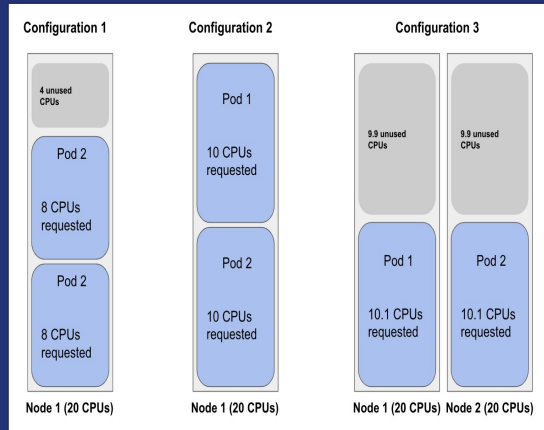 Configuration 1
4 unused
CPUs
Pod 2
8 CPUs
requested
Pod 2
8 CPUs
requested
Node 1 (20 CPUs)
Configuration 2
Pod 1
10 CPUs
requested
Pod 2
10 CPUs
requested
Node 1 (20 CPUs)
Configuration 3
9.9 unused
CPUs
Pod 1
10.1 CPUs
requested
Node 1 (20 CPUs)
9.9 unused
CPUs
Pod 2
10.1 CPUs
requested
Node 2 (20 CPUs)